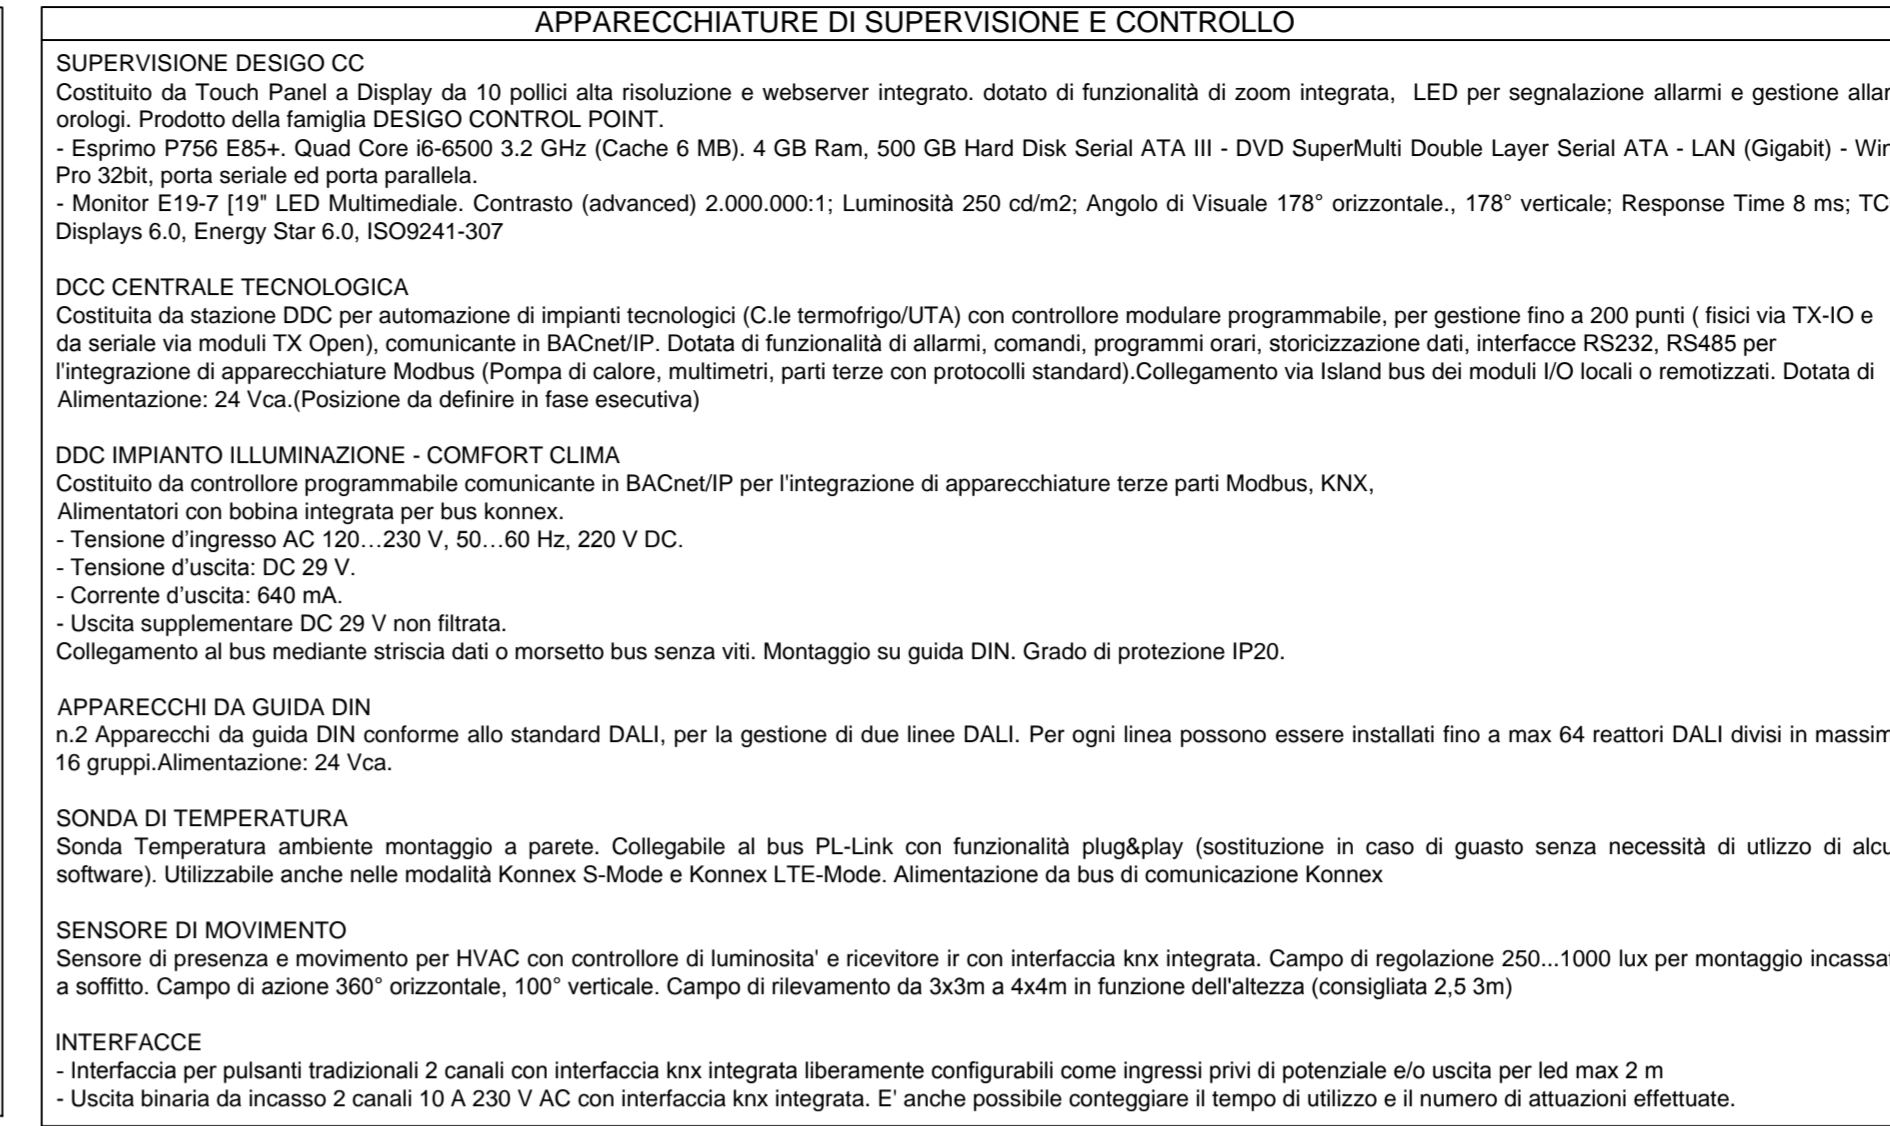 APPARECCHIATURE DI SUPERVISIONE E CONTROLLO
SUPERVISIONE DESIGO CC
Costituito da Touch Panel a Display da 10 pollici alta risoluzione e webserver integrato. dotato di funzionalità di zoom integrata, LED per segnalazione allarmi e gestione
orologi. Prodotto della famiglia DESIGO CONTROL POINT.
- Esprimo P756 E85+. Quad Core i6-6500 3.2 GHz (Cache 6 MB). 4 GB Ram, 500 GB Hard Disk Serial ATA III - DVD SuperMulti Double Layer Serial ATA - LAN (Gigabit) -
Pro 32bit, porta seriale ed porta parallela.
- Monitor E19-7 [19" LED Multimediale. Contrasto (advanced) 2.000.000:1; Luminosità 250 cd/m2; Angolo di Visuale 178° orizzontale., 178° verticale; Response Time 8 ms;
Displays 6.0, Energy Star 6.0, ISO9241-307
DCC CENTRALE TECNOLOGICA
Costituita da stazione DDC per automazione di impianti tecnologici (C.le termofrigo/UTA) con controllore modulare programmabile, per gestione fino a 200 punti ( fisici via TX-IO e
da seriale via moduli TX Open), comunicante in BACnet/IP. Dotata di funzionalità di allarmi, comandi, programmi orari, storicizzazione dati, interfacce RS232, RS485 per
l'integrazione di apparecchiature Modbus (Pompa di calore, multimetri, parti terze con protocolli standard).Collegamento via Island bus dei moduli I/O locali o remotizzati. Dotata di
Alimentazione: 24 Vca.(Posizione da definire in fase esecutiva)
DDC IMPIANTO ILLUMINAZIONE - COMFORT CLIMA
Costituito da controllore programmabile comunicante in BACnet/IP per l'integrazione di apparecchiature terze parti Modbus, KNX,
Alimentatori con bobina integrata per bus konnex.
- Tensione d’ingresso AC 120…230 V, 50…60 Hz, 220 V DC.
- Tensione d’uscita: DC 29 V.
- Corrente d’uscita: 640 mA.
- Uscita supplementare DC 29 V non filtrata.
Collegamento al bus mediante striscia dati o morsetto bus senza viti. Montaggio su guida DIN. Grado di protezione IP20.
APPARECCHI DA GUIDA DIN
n.2 Apparecchi da guida DIN conforme allo standard DALI, per la gestione di due linee DALI. Per ogni linea possono essere installati fino a max 64 reattori DALI divisi in
16 gruppi.Alimentazione: 24 Vca.
SONDA DI TEMPERATURA
Sonda Temperatura ambiente montaggio a parete. Collegabile al bus PL-Link con funzionalità plug&play (sostituzione in caso di guasto senza necessità di utlizzo di
software). Utilizzabile anche nelle modalità Konnex S-Mode e Konnex LTE-Mode. Alimentazione da bus di comunicazione Konnex
SENSORE DI MOVIMENTO
Sensore di presenza e movimento per HVAC con controllore di luminosita' e ricevitore ir con interfaccia knx integrata. Campo di regolazione 250...1000 lux per montaggio
a soffitto. Campo di azione 360° orizzontale, 100° verticale. Campo di rilevamento da 3x3m a 4x4m in funzione dell'altezza (consigliata 2,5 3m)
INTERFACCE
- Interfaccia per pulsanti tradizionali 2 canali con interfaccia knx integrata liberamente configurabili come ingressi privi di potenziale e/o uscita per led max 2 m
- Uscita binaria da incasso 2 canali 10 A 230 V AC con interfaccia knx integrata. E' anche possibile conteggiare il tempo di utilizzo e il numero di attuazioni effettuate.